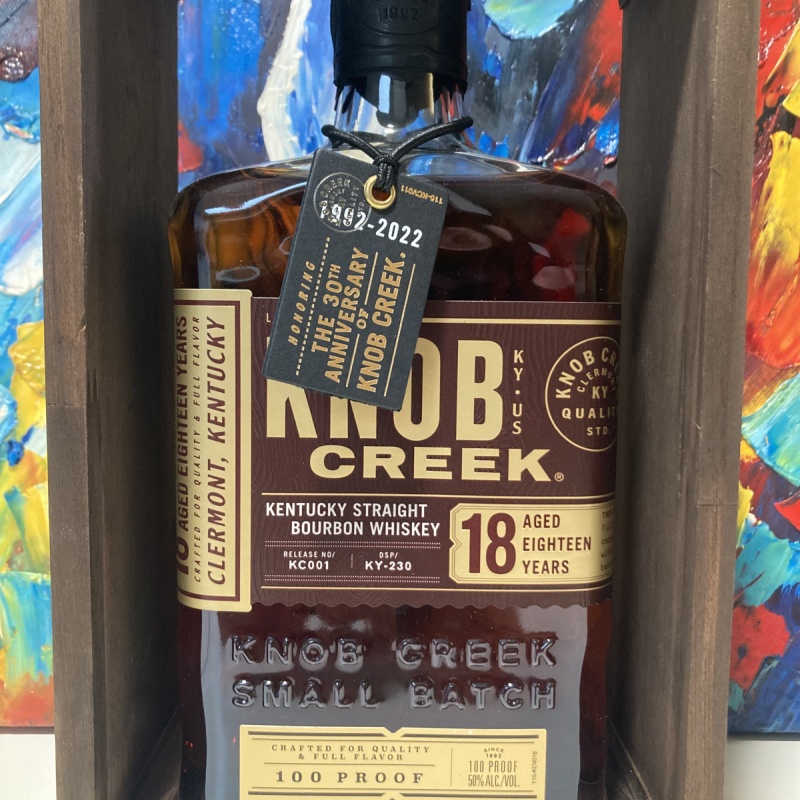 1992
115-KCV011
1992-2022
HONORING
THE 30TH
ANNIVERSARY
OF
KNOB CREEK.
18 AGED EIGHTEEN YEARS
CRAFTED FOR QUALITY & FULL FLAVOR
CLERMONT, KENTUCKY
KNOB
CREEK®
KY • US
KNOB CREEK
CLERMONT
KY
QUALITY
STD.
KENTUCKY STRAIGHT
BOURBON WHISKEY
RELEASE NO/
KC001
DSP/
KY-230
18
AGED
EIGHTEEN
YEARS
KNOB CREEK
SMALL BATCH
CRAFTED FOR QUALITY
& FULL FLAVOR
100 PROOF
SINCE
1992
100 PROOF
50% ALC/VOL.